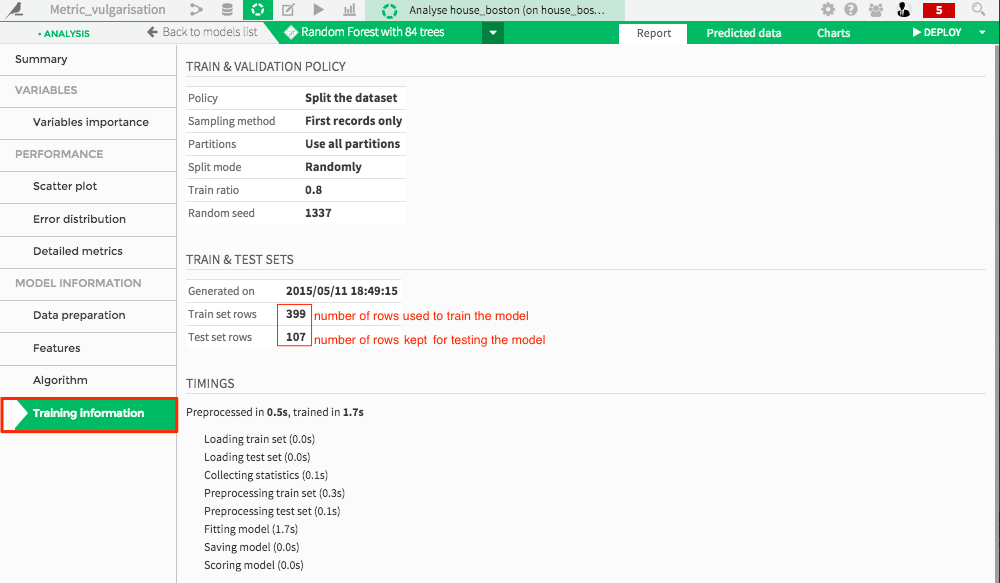 Metric_vulgarisation
Analyse house_boston (on house_bos...
5
• ANALYSIS
Back to models list
Random Forest with 84 trees
Report
Predicted data
Charts
DEPLOY
Summary
VARIABLES
Variables importance
PERFORMANCE
Scatter plot
Error distribution
Detailed metrics
MODEL INFORMATION
Data preparation
Features
Algorithm
Training information
TRAIN & VALIDATION POLICY
Policy Split the dataset
Sampling method First records only
Partitions Use all partitions
Split mode Randomly
Train ratio 0.8
Random seed 1337
TRAIN & TEST SETS
Generated on 2015/05/11 18:49:15
Train set rows 399 number of rows used to train the model
Test set rows 107 number of rows kept for testing the model
TIMINGS
Preprocessed in 0.5s, trained in 1.7s
Loading train set (0.0s)
Loading test set (0.0s)
Collecting statistics (0.1s)
Preprocessing train set (0.3s)
Preprocessing test set (0.1s)
Fitting model (1.7s)
Saving model (0.0s)
Scoring model (0.0s)